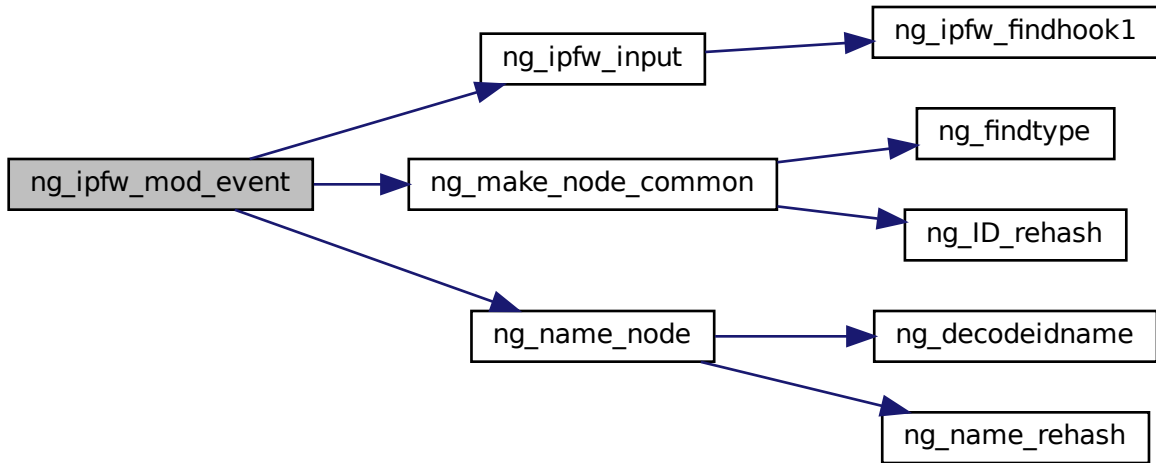 ng_ipfw_mod_event
ng_ipfw_input
ng_ipfw_findhook1
ng_make_node_common
ng_findtype
ng_ID_rehash
ng_name_node
ng_decodeidname
ng_name_rehash